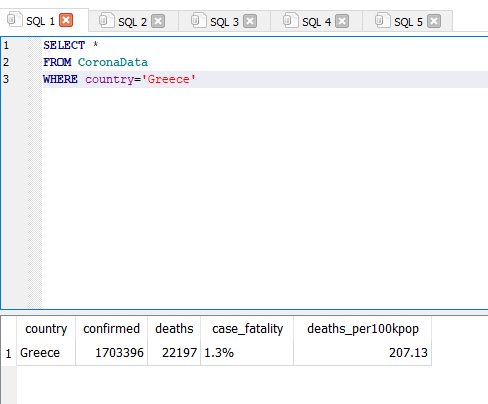 SQL 1 SQL 2 SQL 3 SQL 4 SQL 5
1 SELECT *
2 FROM CoronaData
3 WHERE country='Greece'
country confirmed deaths case_fatality deaths_per100kpop
1 Greece 1703396 22197 1.3% 207.13